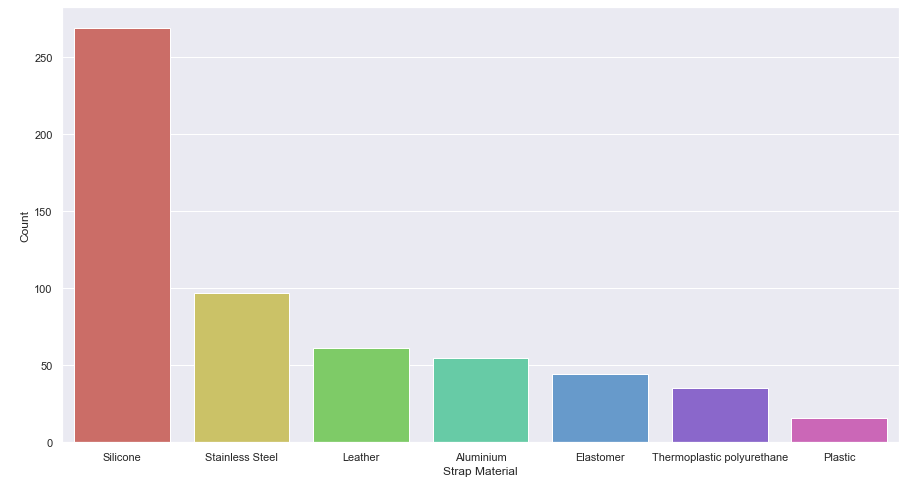 250
200
150
100
50
0
Count
Silicone
Stainless Steel
Leather
Aluminium
Elastomer
Thermoplastic polyurethane
Plastic
Strap Material